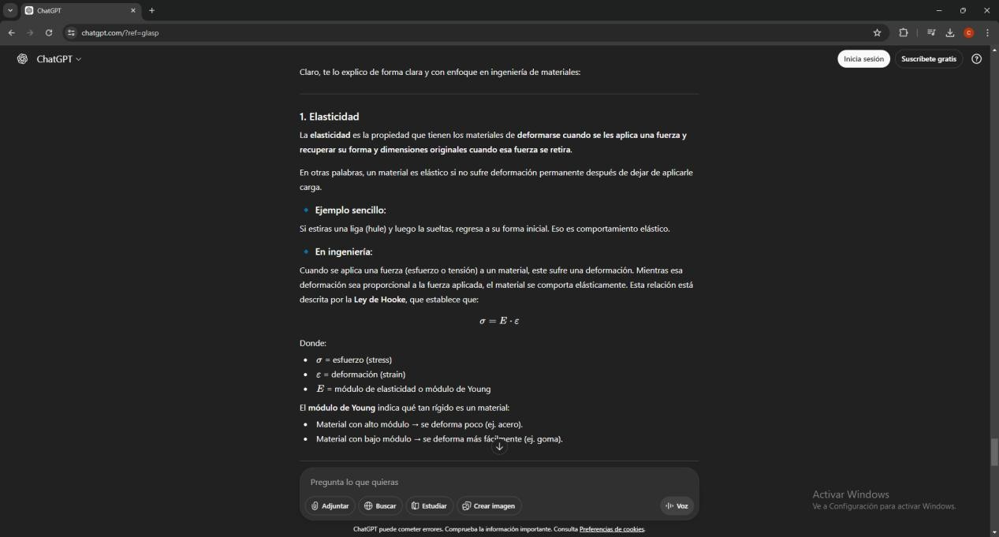 ChatGPT
chatgpt.com/?ref=glasp
C
ChatGPT
Inicia sesión
Suscríbete gratis
?
Claro, te lo explico de forma clara y con enfoque en ingeniería de materiales:
1. Elasticidad
La elasticidad es la propiedad que tienen los materiales de deformarse cuando se les aplica una fuerza y
recuperar su forma y dimensiones originales cuando esa fuerza se retira.
En otras palabras, un material es elástico si no sufre deformación permanente después de dejar de aplicarle
carga.
Ejemplo sencillo:
Si estiras una liga (hule) y luego la sueltas, regresa a su forma inicial. Eso es comportamiento elástico.
En ingeniería:
Cuando se aplica una fuerza (esfuerzo o tensión) a un material, este sufre una deformación. Mientras esa
deformación sea proporcional a la fuerza aplicada, el material se comporta elásticamente. Esta relación está
descrita por la Ley de Hooke, que establece que:
σ = E · ε
Donde:
• σ = esfuerzo (stress)
• ε = deformación (strain)
• E = módulo de elasticidad o módulo de Young
El módulo de Young indica qué tan rígido es un material:
• Material con alto módulo → se deforma poco (ej. acero).
• Material con bajo módulo → se deforma más fácilmente (ej. goma).
Pregunta lo que quieras
Adjuntar
Buscar
Estudiar
Crear imagen
Voz
ChatGPT puede cometer errores. Comprueba la información importante. Consulta Preferencias de cookies.
Activar Windows
Ve a Configuración para activar Windows.